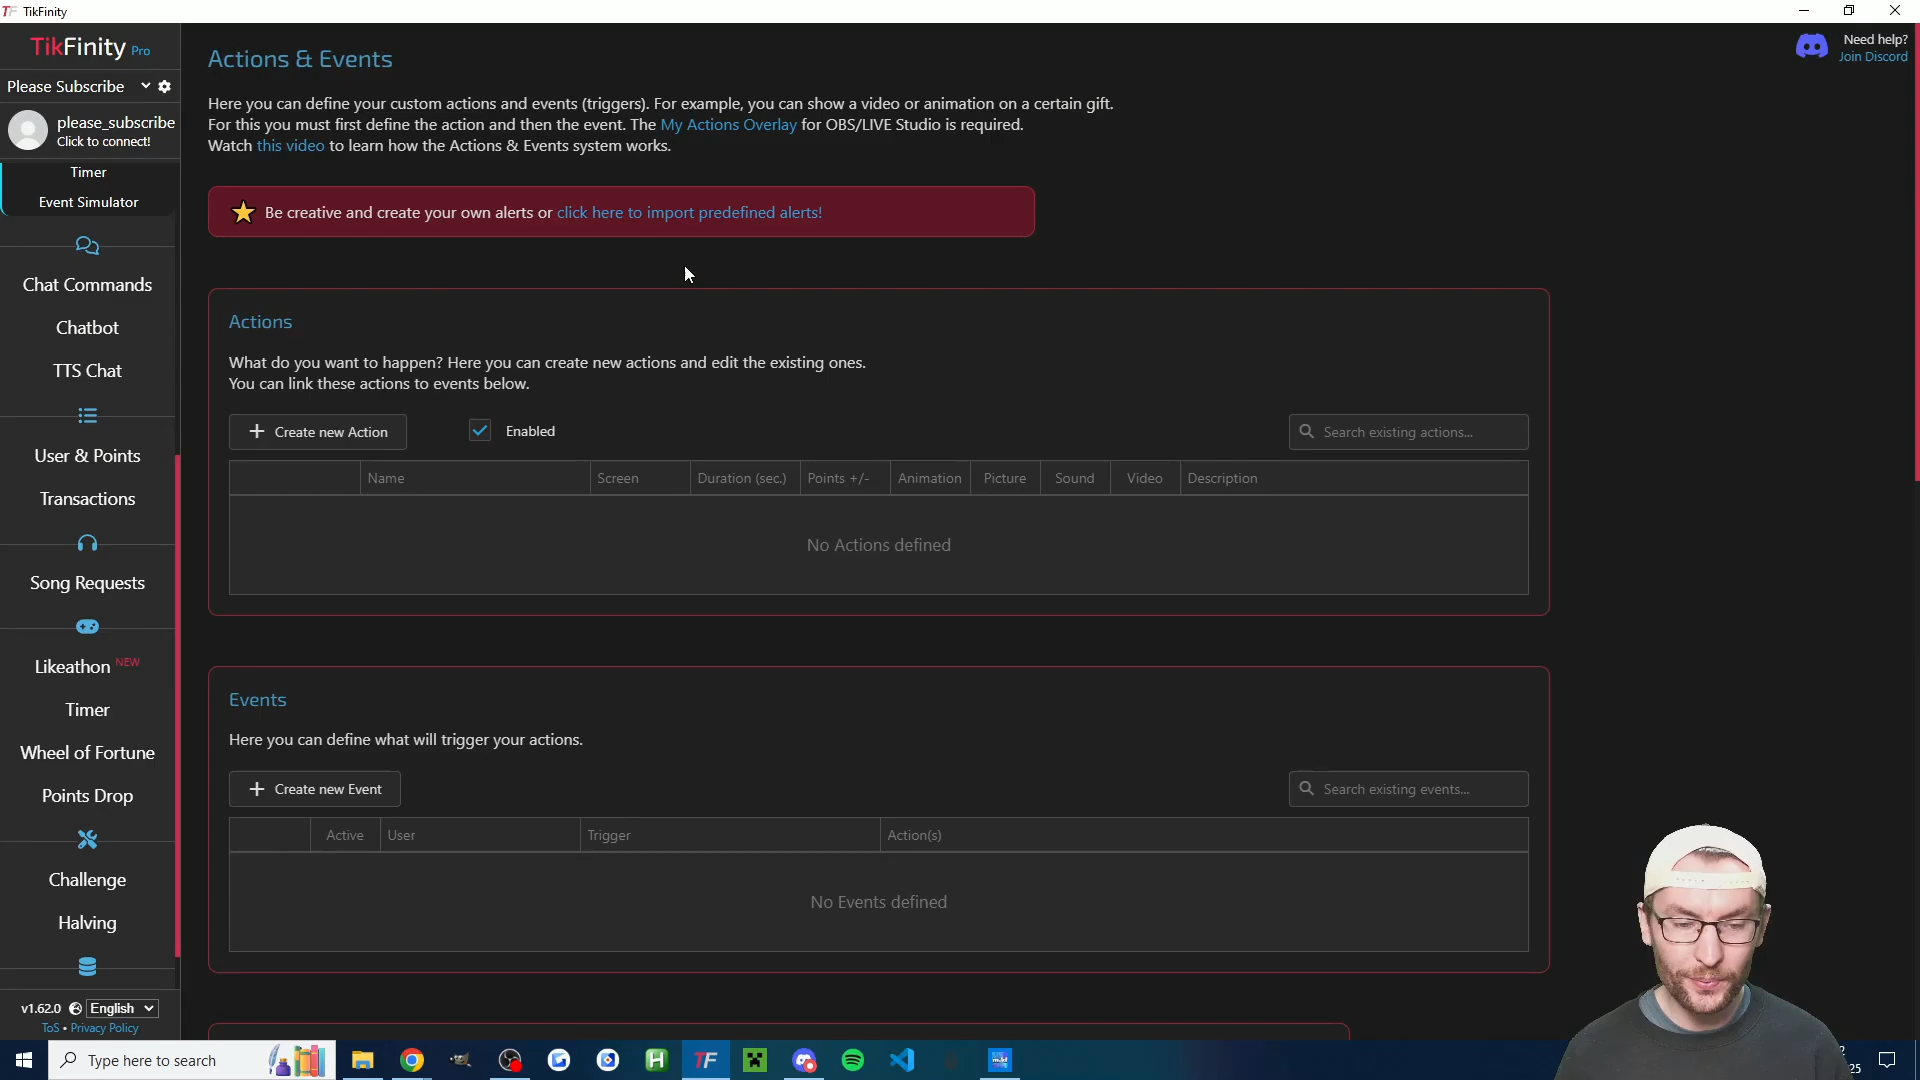 TF TikFinity
TikFinity Pro
Please Subscribe
please_subscribe
Click to connect!
Timer
Event Simulator
Chat Commands
Chatbot
TTS Chat
User & Points
Transactions
Song Requests
Likeathon NEW
Timer
Wheel of Fortune
Points Drop
Challenge
Halving
v1.62.0 English
ToS • Privacy Policy
Need help?
Join Discord
Actions & Events
Here you can define your custom actions and events (triggers). For example, you can show a video or animation on a certain gift.
For this you must first define the action and then the event. The My Actions Overlay for OBS/LIVE Studio is required.
Watch this video to learn how the Actions & Events system works.
Be creative and create your own alerts or click here to import predefined alerts!
Actions
What do you want to happen? Here you can create new actions and edit the existing ones.
You can link these actions to events below.
+ Create new Action Enabled Search existing actions...
Name Screen Duration (sec.) Points +/- Animation Picture Sound Video Description
No Actions defined
Events
Here you can define what will trigger your actions.
+ Create new Event Search existing events...
Active User Trigger Action(s)
No Events defined
Type here to search
H
TF
25